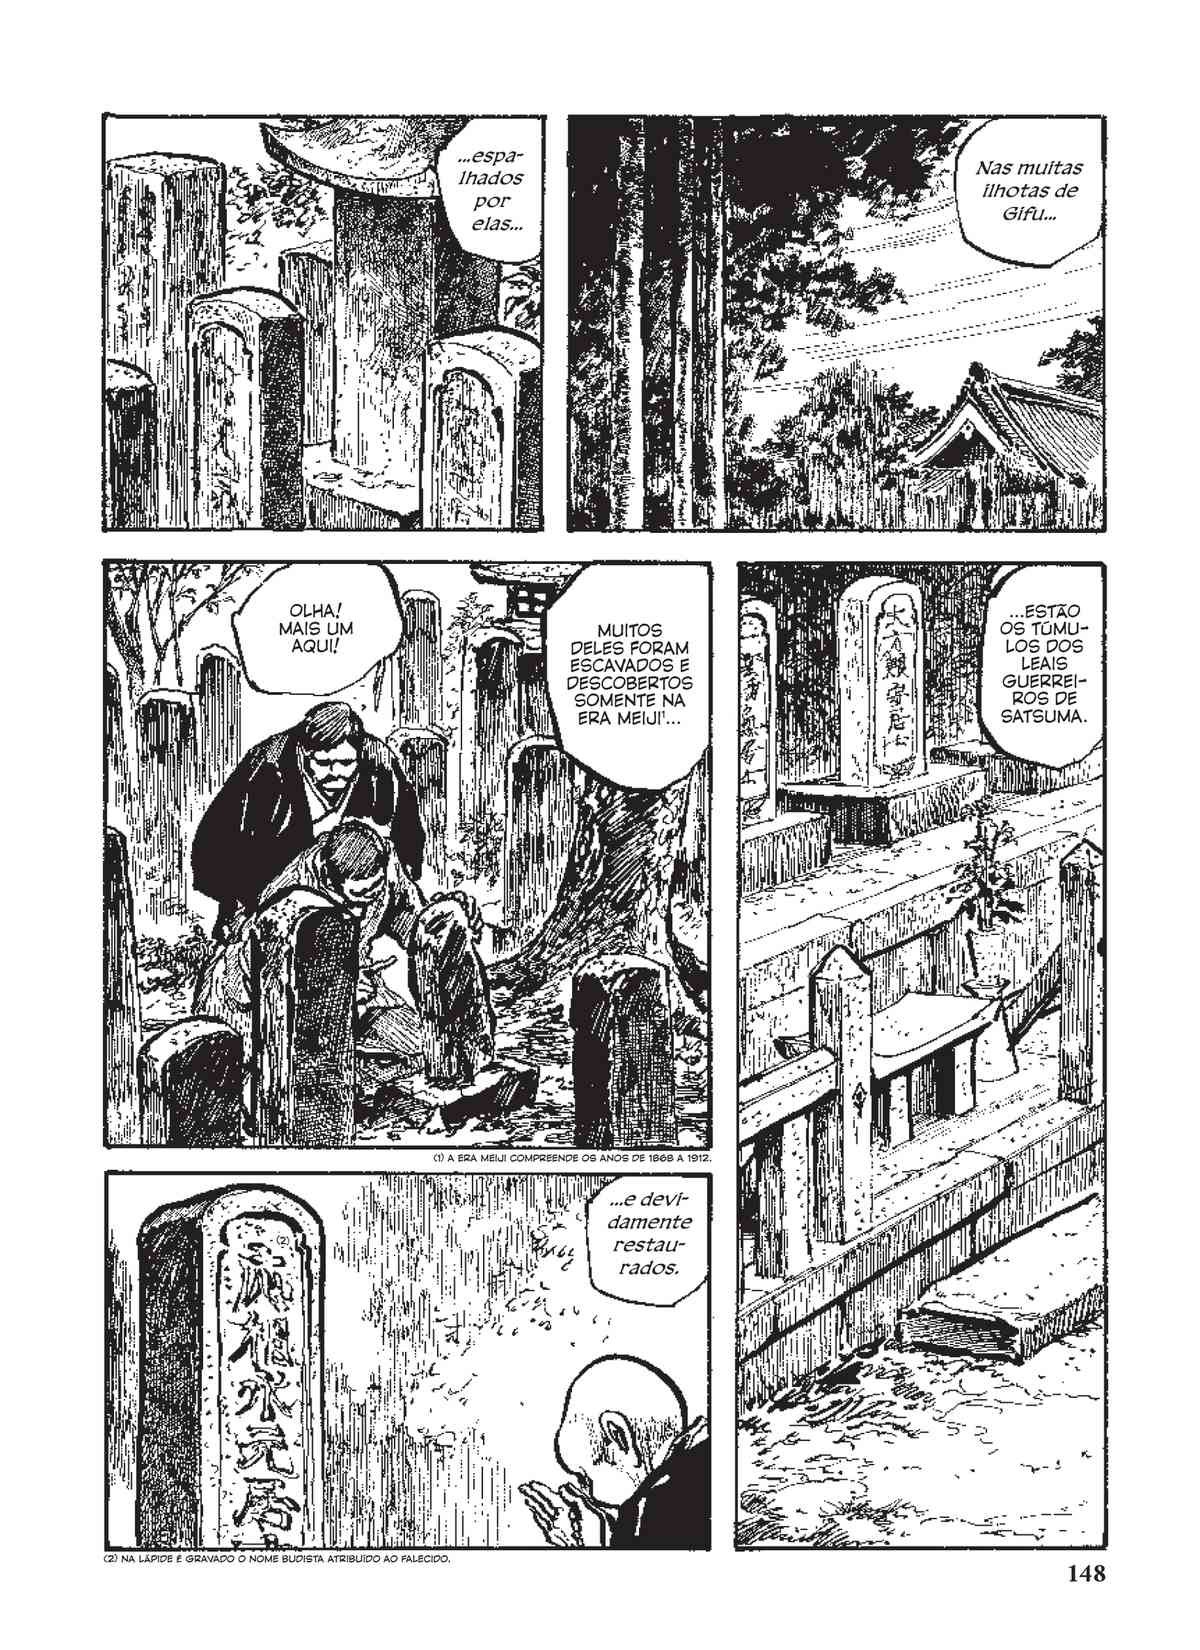 Nas muitas
ilhotas de
Gifu...
...espa-
lhados
por
elas...
...ESTÃO
OS TÚMU-
LOS DOS
LEAIS
GUERREI-
ROS DE
SATSUMA.
MUITOS
DELES FORAM
ESCAVADOS E
DESCOBERTOS
SOMENTE NA
ERA MEIJI¹...
OLHA!
MAIS UM
AQUI!
(1) A ERA MEIJI COMPREENDE OS ANOS DE 1868 A 1912.
...e devi-
damente
restau-
rados.
(2)
(2) NA LÁPIDE É GRAVADO O NOME BUDISTA ATRIBUÍDO AO FALECIDO.
148